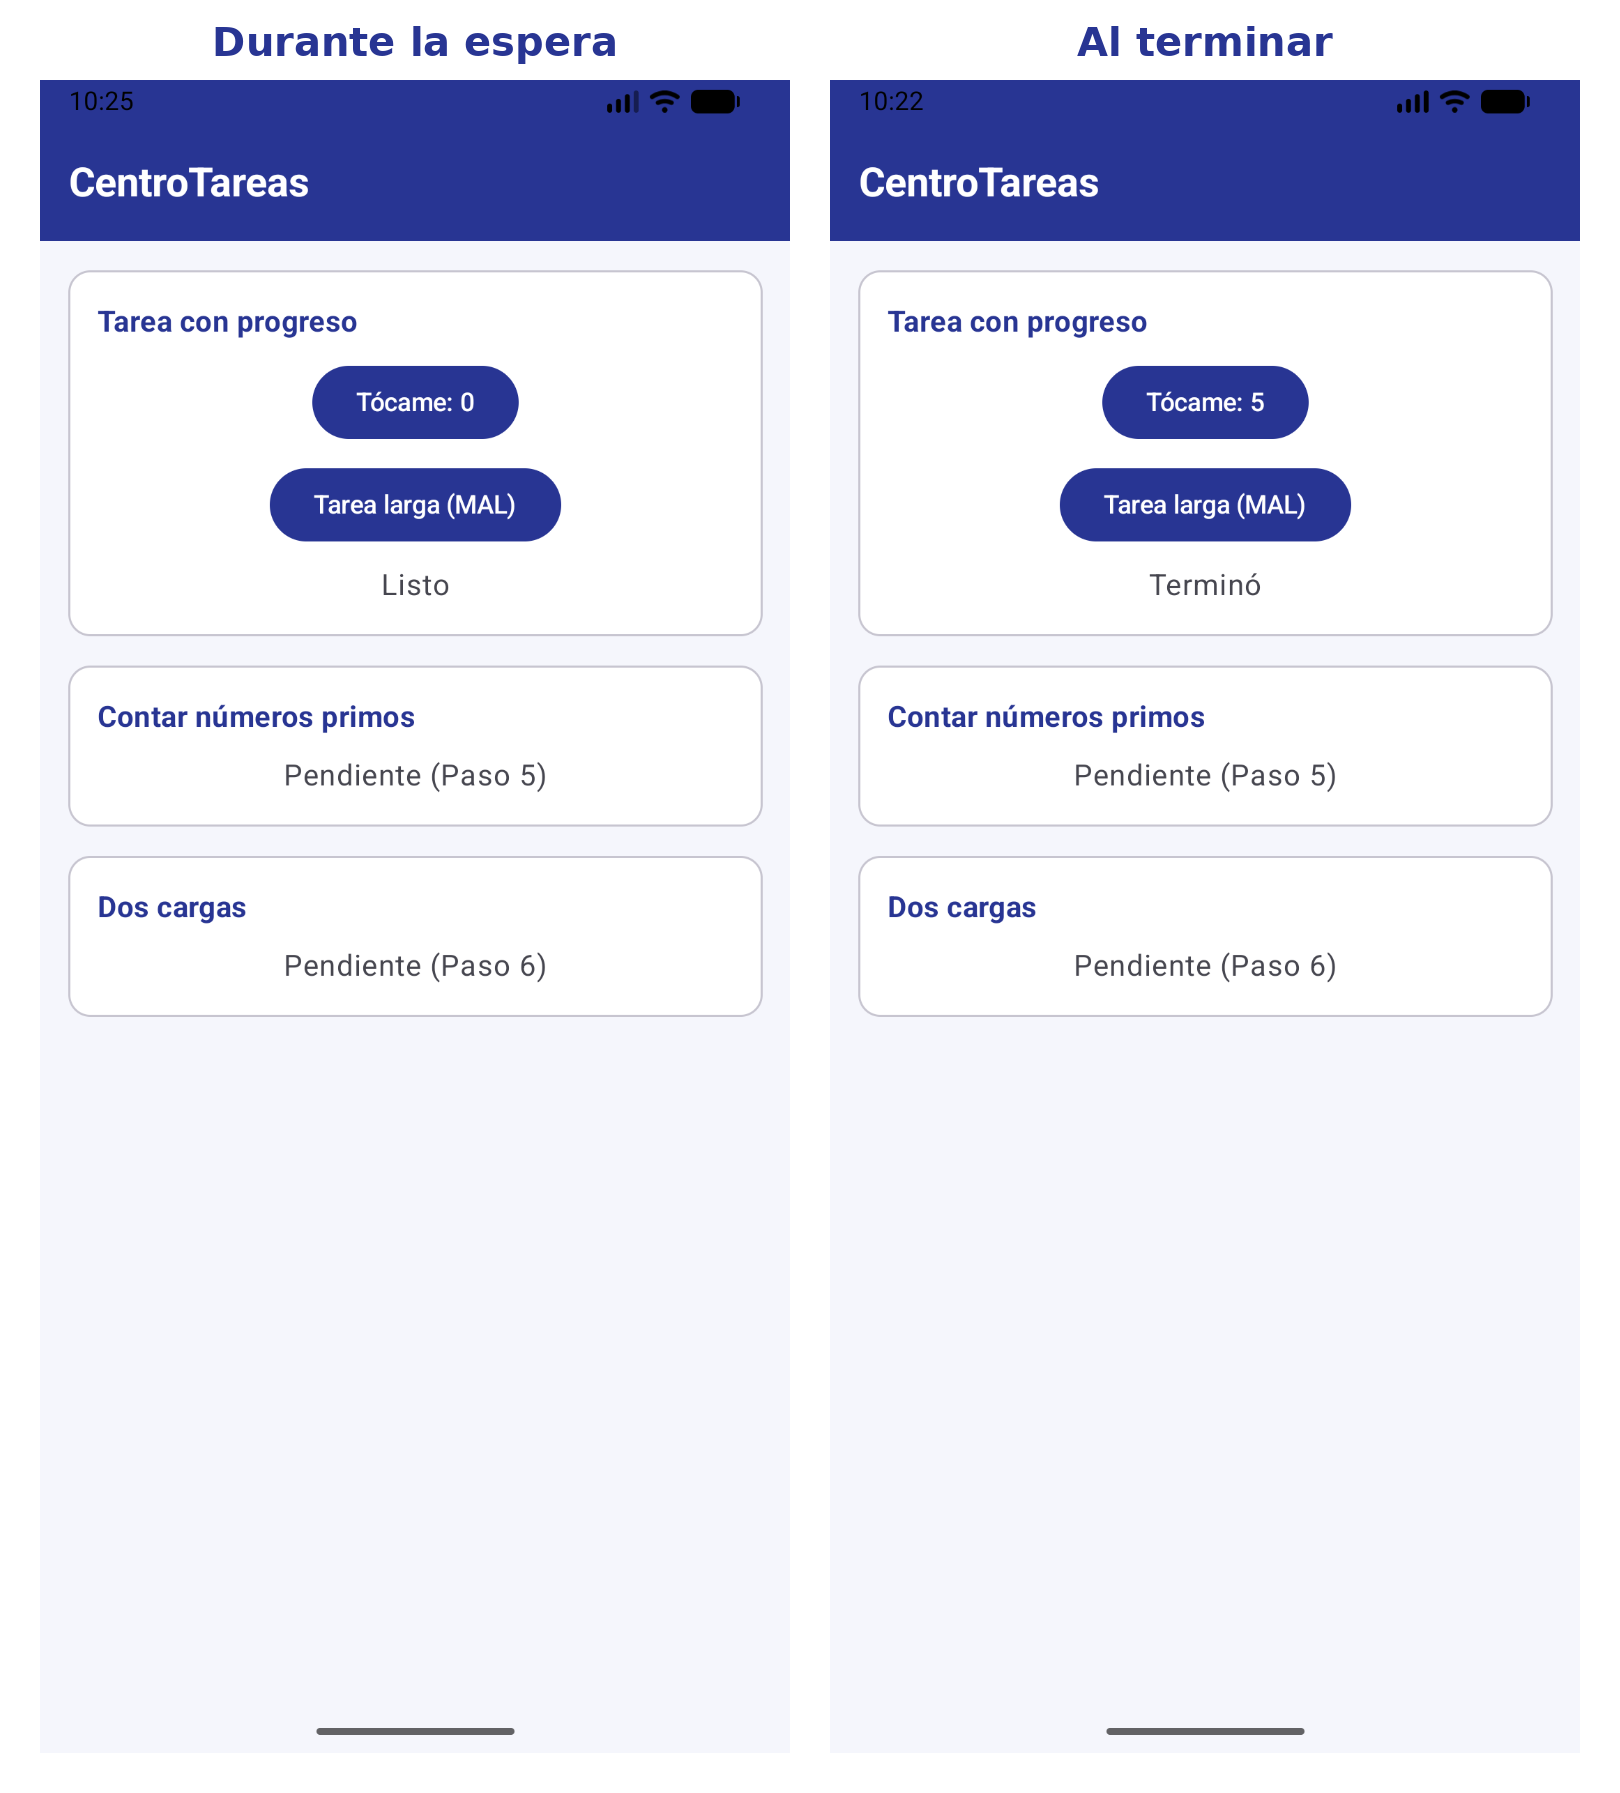 Durante la espera
10:25
CentroTareas
Tarea con progreso
Tócame: 0
Tarea larga (MAL)
Listo
Contar números primos
Pendiente (Paso 5)
Dos cargas
Pendiente (Paso 6)
Al terminar
10:22
CentroTareas
Tarea con progreso
Tócame: 5
Tarea larga (MAL)
Terminó
Contar números primos
Pendiente (Paso 5)
Dos cargas
Pendiente (Paso 6)